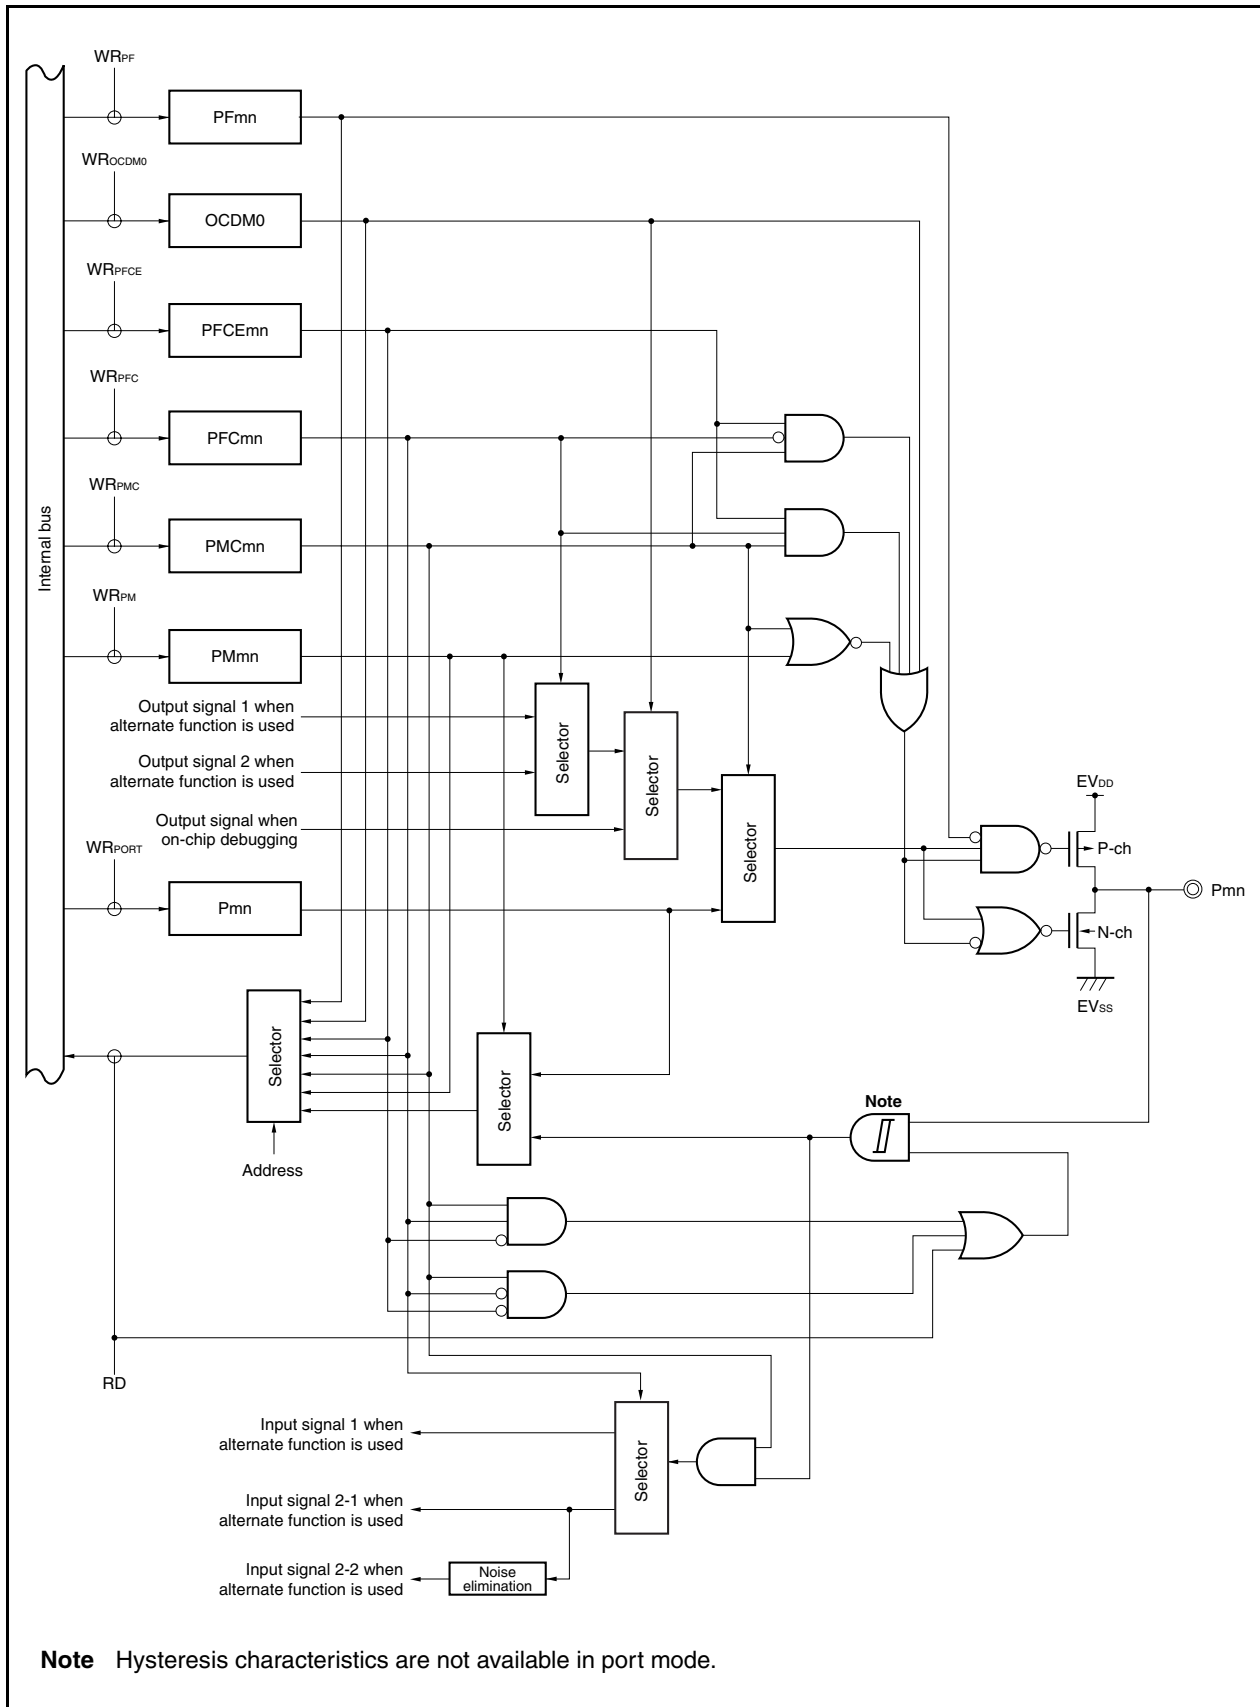 WRPF
PFmn
WROCDM0
OCDM0
WRPFCE
PFCEmn
WRPFC
PFCmn
WRPMC
PMCmn
Internal bus
WRPM
PMmn
Output signal 1 when
alternate function is used
Output signal 2 when
alternate function is used
Output signal when
on-chip debugging
Selector
Selector
Selector
WRPORT
Pmn
EVDD
P-ch
Pmn
N-ch
EVSS
Selector
Address
Selector
Note
RD
Input signal 1 when
alternate function is used
Input signal 2-1 when
alternate function is used
Input signal 2-2 when
alternate function is used
Noise
elimination
Selector
Note Hysteresis characteristics are not available in port mode.